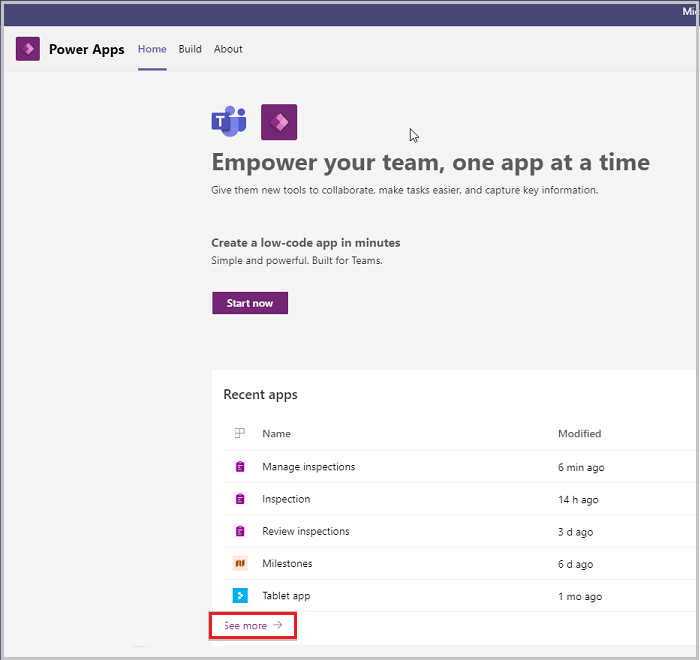 Power Apps Home Build About
T
Empower your team, one app at a time
Give them new tools to collaborate, make tasks easier, and capture key information.
Create a low-code app in minutes
Simple and powerful. Built for Teams.
Start now
Recent apps
Name Modified
Manage inspections 6 min ago
Inspection 14 h ago
Review inspections 3 d ago
Milestones 6 d ago
Tablet app 1 mo ago
See more